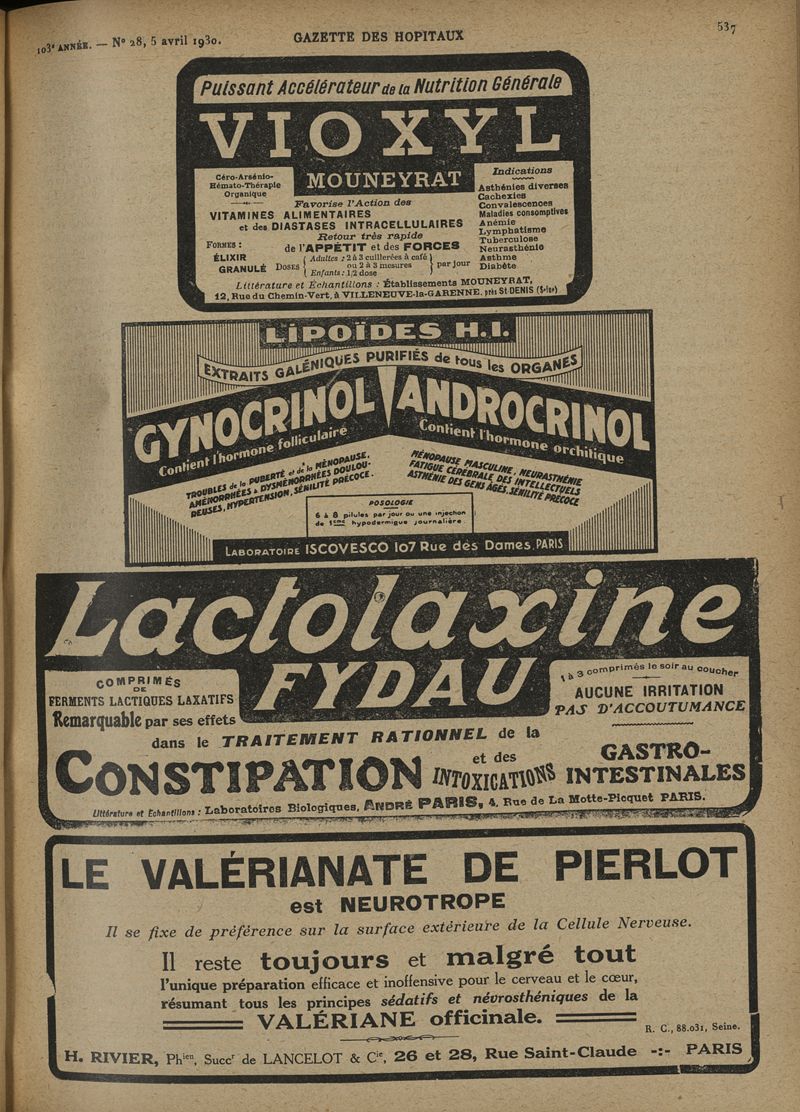 103e ANNÉE. — No 28, 5 avril 1930.
GAZETTE DES HOPITAUX
537
Puissant Accélérateur de la Nutrition Générale
VIOXYL
MOUNEYRAT
Céro-Arsénio-
Hémato-Thérapie
Organique
Favorise l'Action des
VITAMINES ALIMENTAIRES
et des DIASTASES INTRACELLULAIRES
Retour très rapide
de l'APPÉTIT et des FORCES
FORMES :
ÉLIXIR
GRANULÉ
DOSES
Adultes : 2 à 3 cuillerées à café
ou 2 à 3 mesures
Enfants : 1/2 dose
par jour
Indications
Asthénies diverses
Cachexies
Convalescences
Maladies consomptives
Anémie
Lymphatisme
Tuberculose
Neurasthénie
Asthme
Diabète
Littérature et Échantillons : Établissements MOUNEYRAT,
12, Rue du Chemin-Vert, à VILLENEUVE-la-GARENNE, près St-DENIS (Seine)
LIPOÏDES H.I.
EXTRAITS GALÉNIQUES PURIFIÉS de tous les ORGANES
GYNOCRINOL
Contient l'hormone folliculaire
TROUBLES de la PUBERTÉ et de la MÉNOPAUSE.
AMÉNORRHÉES & DYSMÉNORRHÉES DOULOU-
REUSES, HYPERTENSION, SÉNILITÉ PRÉCOCE.
ANDROCRINOL
Contient l'hormone orchitique
MÉNOPAUSE MASCULINE, NEURASTHÉNIE
FATIGUE CÉRÉBRALE DES INTELLECTUELS
ASTHÉNIE DES GENS AGÉS, SÉNILITÉ PRÉCOCE
POSOLOGIE
6 à 8 pilules par jour ou une injection
de 1cmc hypodermique journalière
LABORATOIRE ISCOVESCO 107 Rue des Dames PARIS
Lactolaxine
FYDAU
COMPRIMÉS
DE
FERMENTS LACTIQUES LAXATIFS
Remarquable par ses effets
1 à 3 comprimés le soir au coucher
AUCUNE IRRITATION
PAS D'ACCOUTUMANCE
dans le TRAITEMENT RATIONNEL de la
CONSTIPATION et des INTOXICATIONS GASTRO-
INTESTINALES
Littérature et Echantillons : Laboratoires Biologiques, ANDRÉ PARIS, 4, Rue de La Motte-Picquet PARIS.
LE VALÉRIANATE DE PIERLOT
est NEUROTROPE
Il se fixe de préférence sur la surface extérieure de la Cellule Nerveuse.
Il reste toujours et malgré tout
l'unique préparation efficace et inoffensive pour le cerveau et le cœur,
résumant tous les principes sédatifs et névrosthéniques de la
VALÉRIANE officinale.
R. C., 88.031, Seine.
H. RIVIER, Phien, Succr de LANCELOT & Cie, 26 et 28, Rue Saint-Claude -:- PARIS